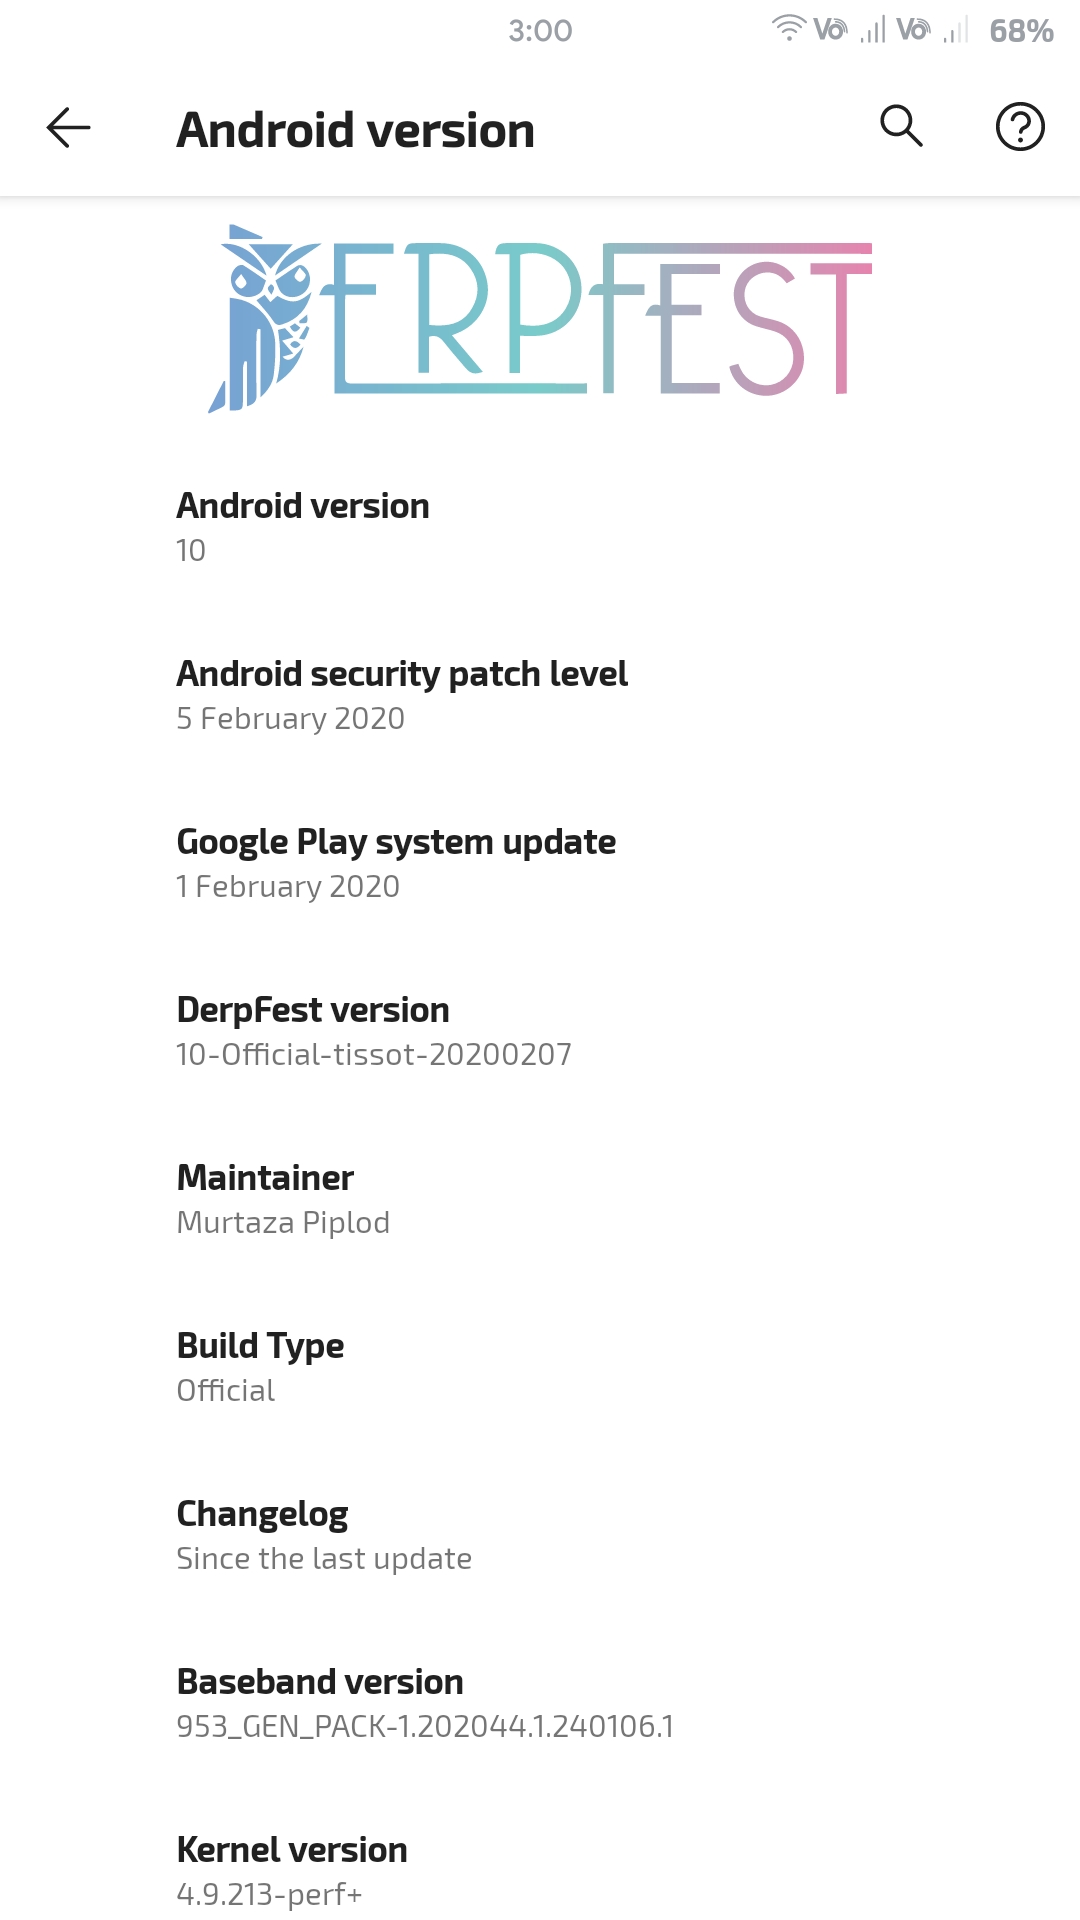 3:00 Vo Vo 68%
Android version
ERPFEST
Android version
10
Android security patch level
5 February 2020
Google Play system update
1 February 2020
DerpFest version
10-Official-tissot-20200207
Maintainer
Murtaza Piplod
Build Type
Official
Changelog
Since the last update
Baseband version
953_GEN_PACK-1.202044.1.240106.1
Kernel version
4.9.213-perf+